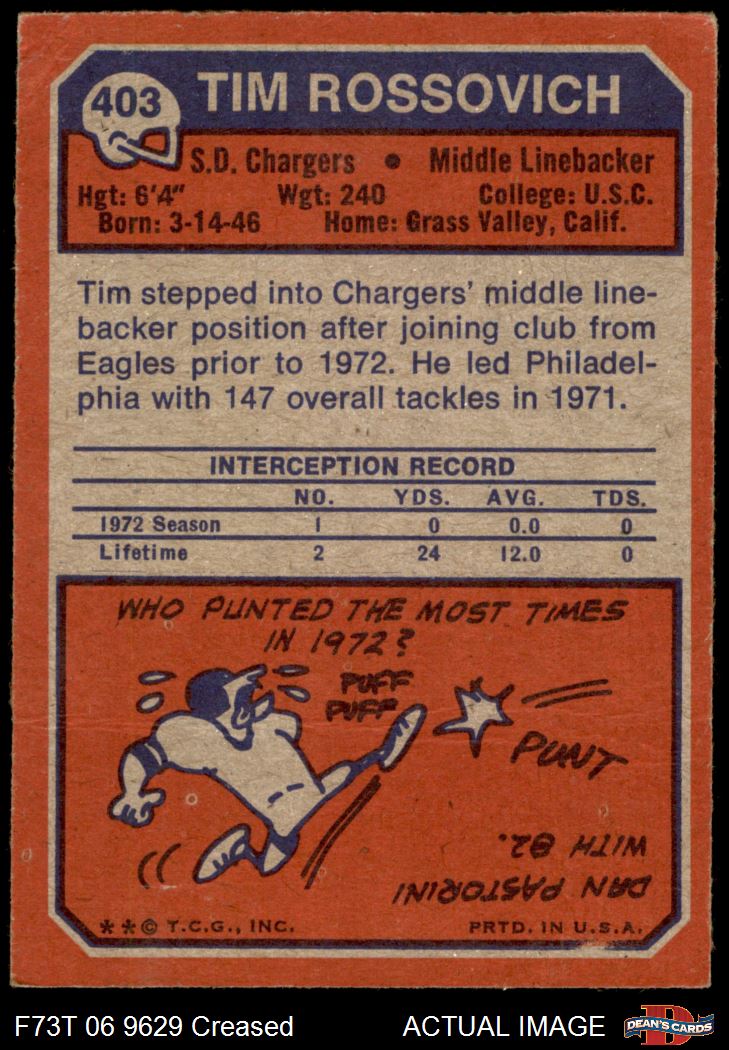 403
TIM ROSSOVICH
S.D. Chargers • Middle Linebacker
Hgt: 6'4" Wgt: 240 College: U.S.C.
Born: 3-14-46 Home: Grass Valley, Calif.
Tim stepped into Chargers' middle line-
backer position after joining club from
Eagles prior to 1972. He led Philadel-
phia with 147 overall tackles in 1971.
INTERCEPTION RECORD
NO. YDS. AVG. TDS.
1972 Season 1 0 0.0 0
Lifetime 2 24 12.0 0
WHO PUNTED THE MOST TIMES
IN 1972?
PUFF
PUFF
PUNT
DAN PASTORINI
WITH 82.
**© T.C.G., INC. PRTD. IN U.S.A.
F73T 06 9629 Creased ACTUAL IMAGE
DEAN'S CARDS